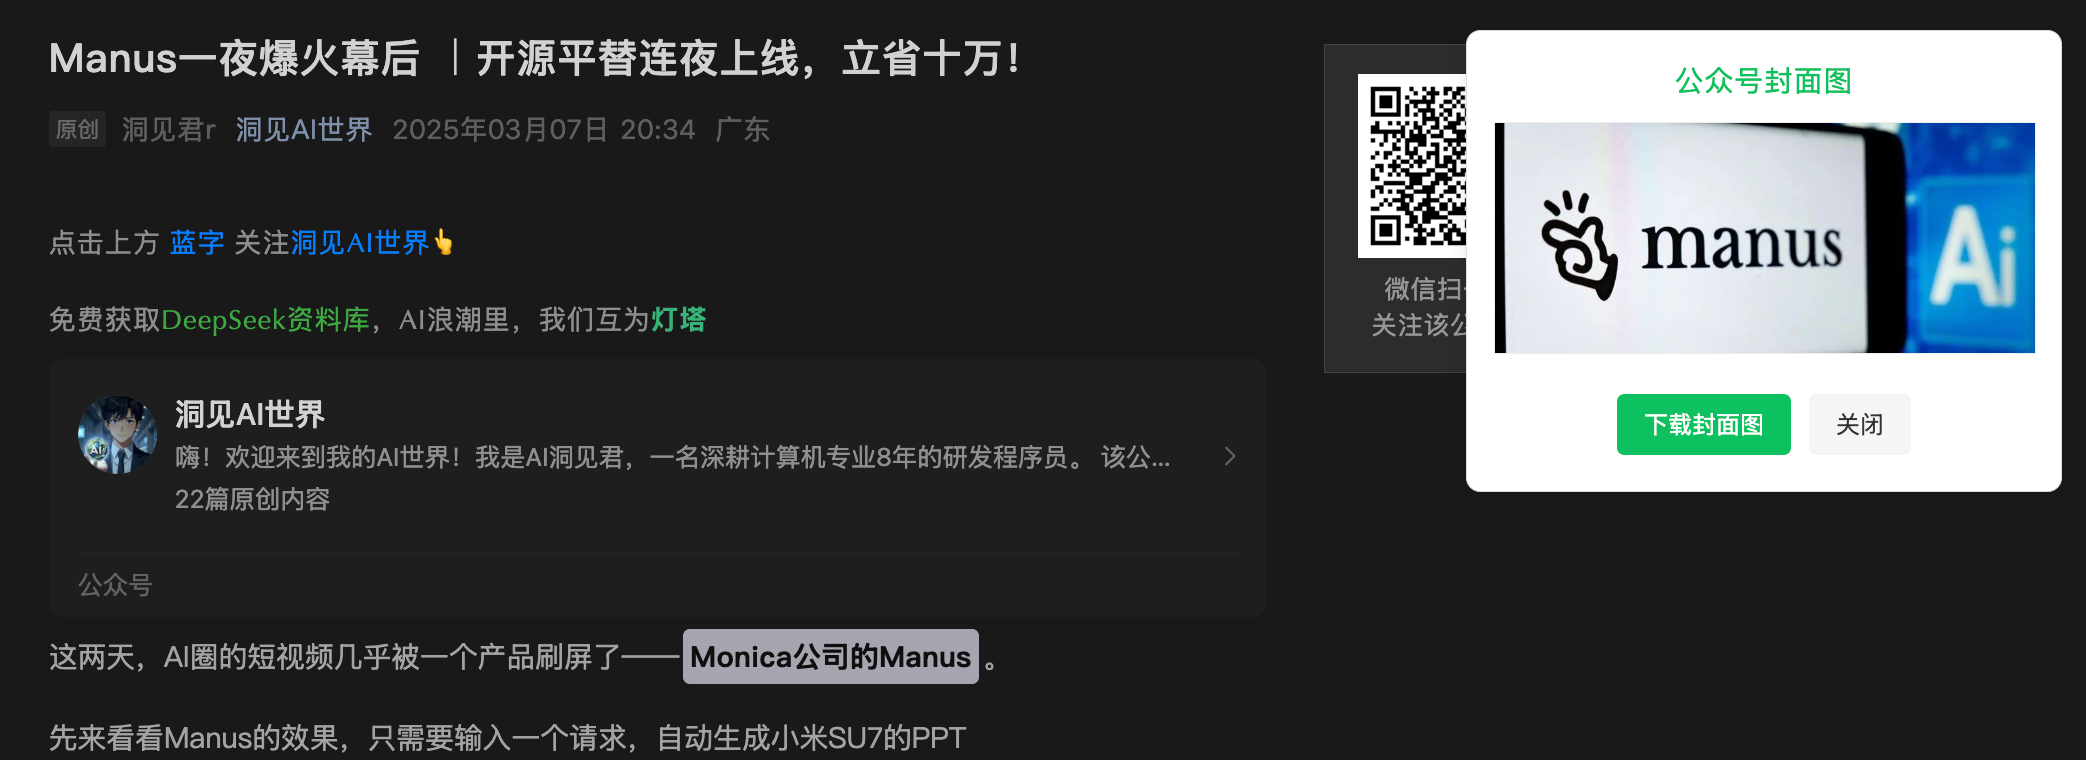 Manus一夜爆火幕后 ｜开源平替连夜上线，立省十万！
原创 洞见君r 洞见AI世界 2025年03月07日 20:34 广东
点击上方 蓝字 关注洞见AI世界👆
免费获取DeepSeek资料库，AI浪潮里，我们互为灯塔
洞见AI世界
嗨！欢迎来到我的AI世界！我是AI洞见君，一名深耕计算机专业8年的研发程序员。 该公...
22篇原创内容
公众号
这两天，AI圈的短视频几乎被一个产品刷屏了——Monica公司的Manus 。
先来看看Manus的效果，只需要输入一个请求，自动生成小米SU7的PPT
微信扫
关注该公
公众号封面图
manus
Ai
下载封面图
关闭